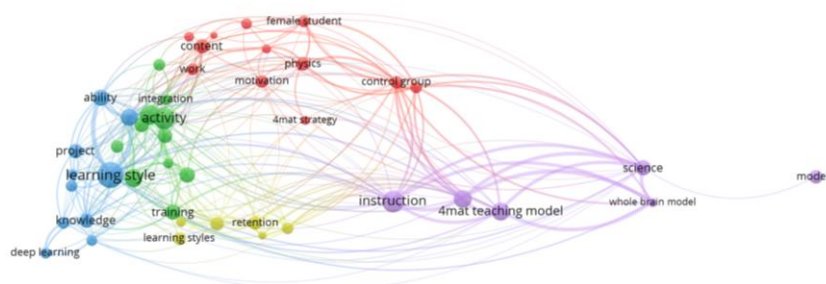 female student
content
physics
work
motivation
control group
ability
integration
activity
4mat strategy
project
science
learning style
mode
instruction
whole brain model
4mat teaching model
training
knowledge
retention
learning styles
deep learning